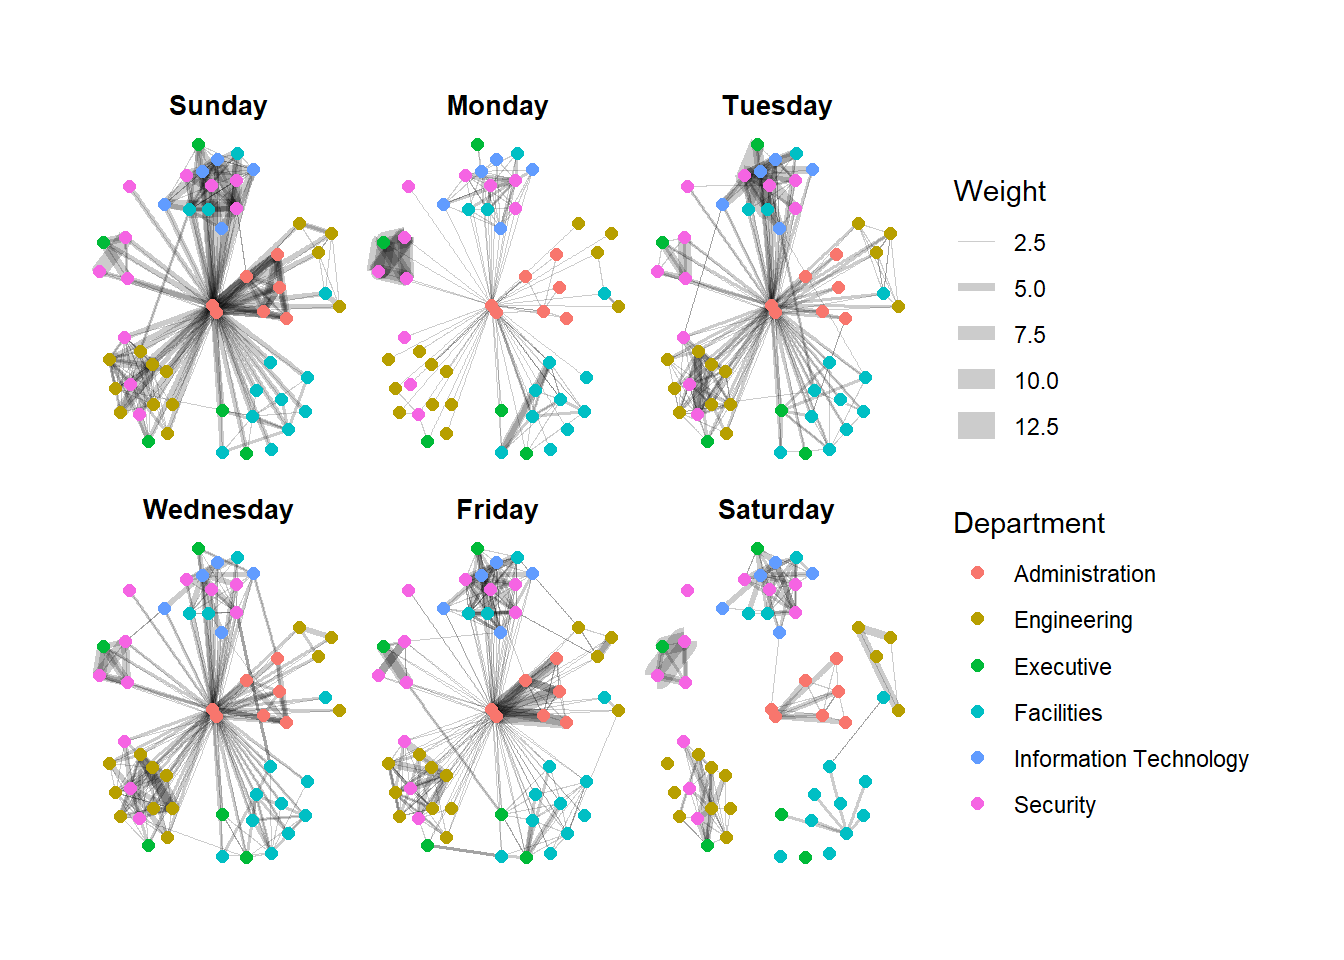 Sunday
Monday
Tuesday
Wednesday
Friday
Saturday
Weight
2.5
5.0
7.5
10.0
12.5
Department
Administration
Engineering
Executive
Facilities
Information Technology
Security